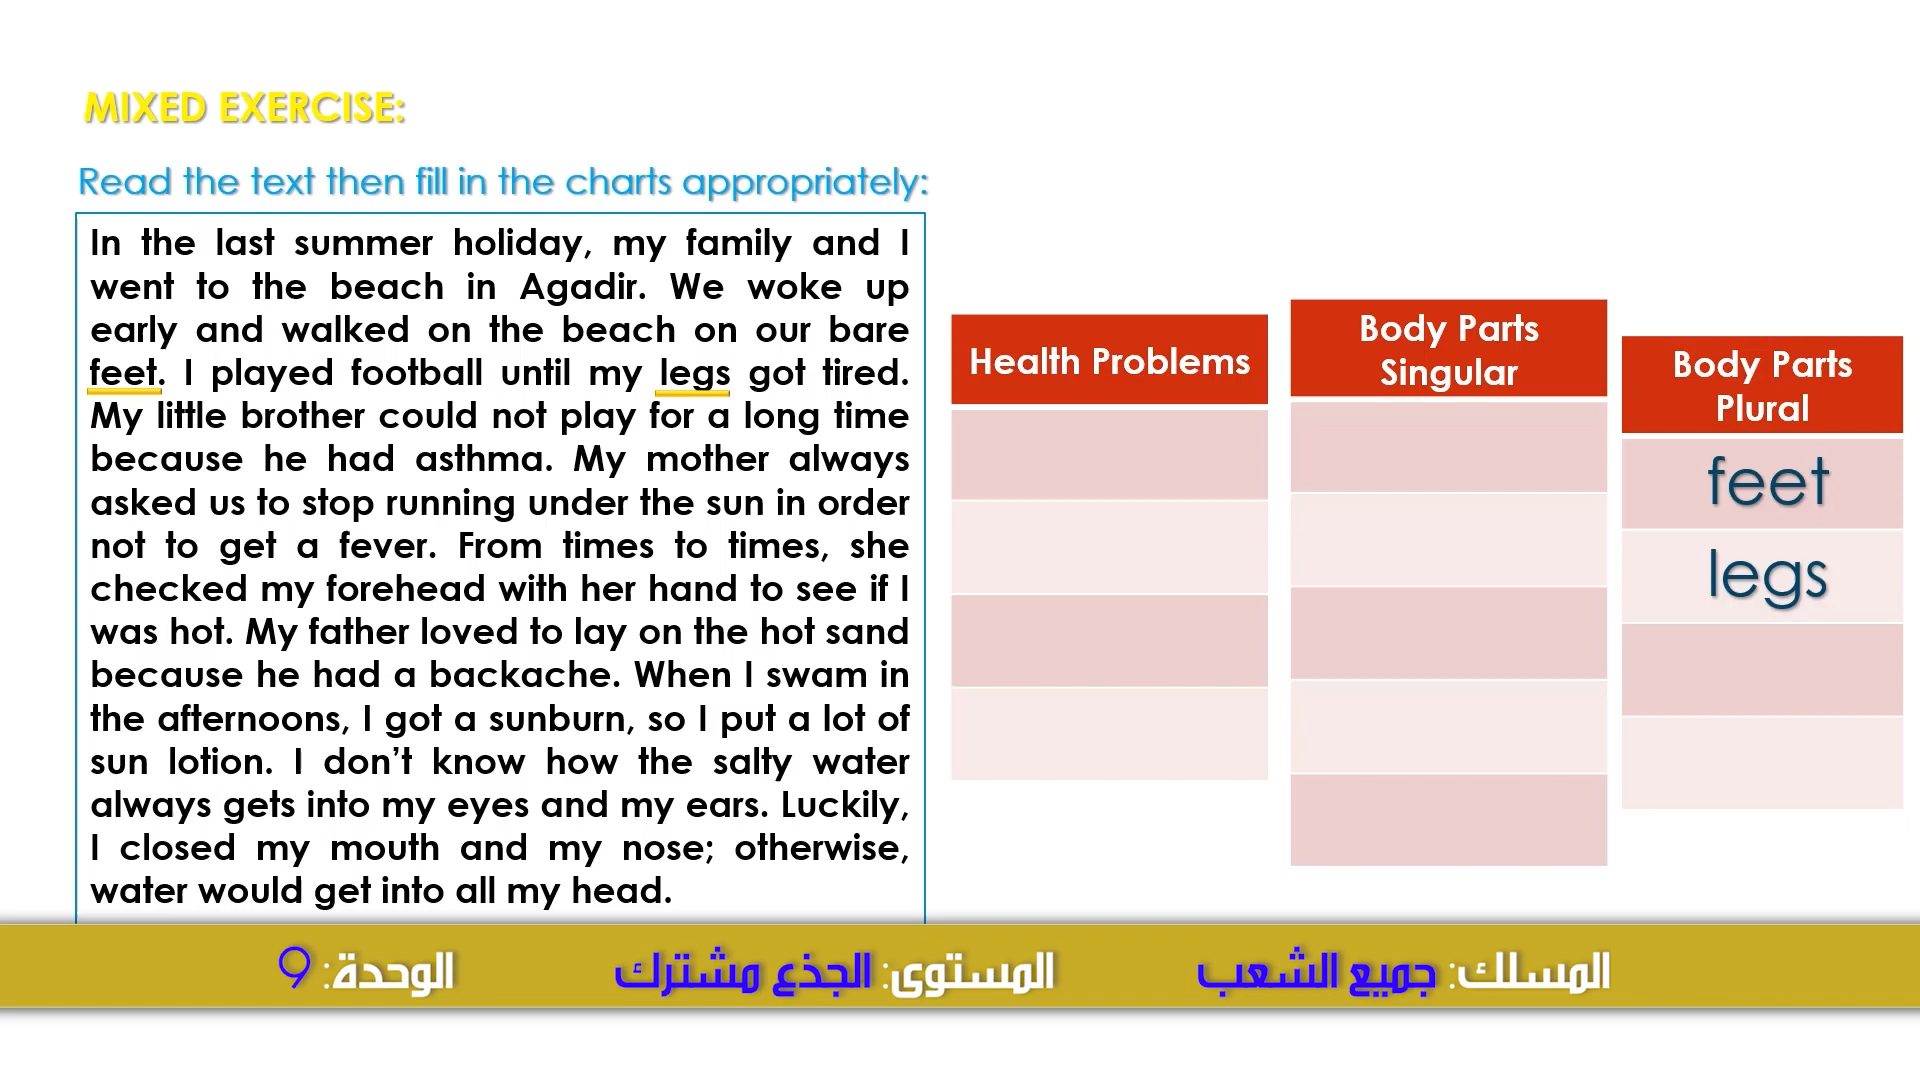 MIXED EXERCISE:
Read the text then fill in the charts appropriately:
In the last summer holiday, my family and I
went to the beach in Agadir. We woke up
early and walked on the beach on our bare
feet. I played football until my legs got tired.
My little brother could not play for a long time
because he had asthma. My mother always
asked us to stop running under the sun in order
not to get a fever. From times to times, she
checked my forehead with her hand to see if I
was hot. My father loved to lay on the hot sand
because he had a backache. When I swam in
the afternoons, I got a sunburn, so I put a lot of
sun lotion. I don’t know how the salty water
always gets into my eyes and my ears. Luckily,
I closed my mouth and my nose; otherwise,
water would get into all my head.
Health Problems
Body Parts
Singular
Body Parts
Plural
feet
legs
المسلك: جميع الشعب
المستوى: الجذع مشترك
الوحدة: 9